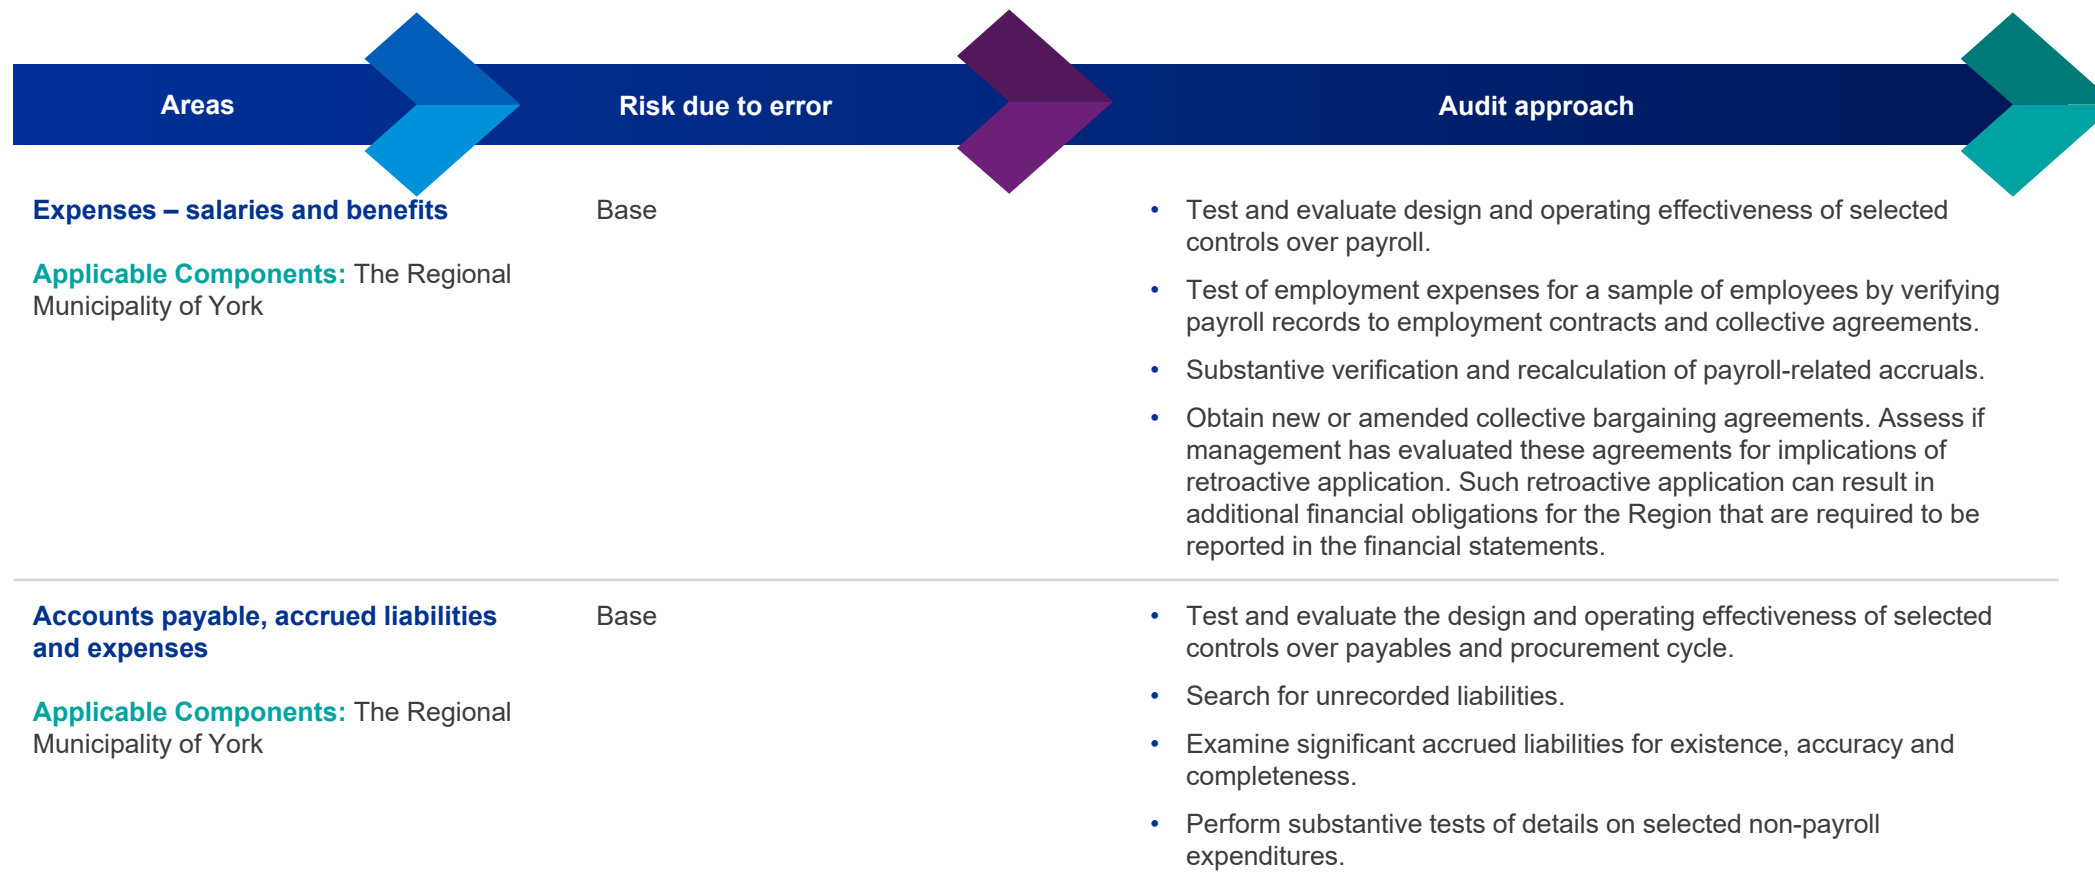 Areas
Risk due to error
Audit approach
Expenses – salaries and benefits
Applicable Components: The Regional
Municipality of York
Base
• Test and evaluate design and operating effectiveness of selected
controls over payroll.
• Test of employment expenses for a sample of employees by verifying
payroll records to employment contracts and collective agreements.
• Substantive verification and recalculation of payroll-related accruals.
• Obtain new or amended collective bargaining agreements. Assess if
management has evaluated these agreements for implications of
retroactive application. Such retroactive application can result in
additional financial obligations for the Region that are required to be
reported in the financial statements.
Accounts payable, accrued liabilities
and expenses
Applicable Components: The Regional
Municipality of York
Base
• Test and evaluate the design and operating effectiveness of selected
controls over payables and procurement cycle.
• Search for unrecorded liabilities.
• Examine significant accrued liabilities for existence, accuracy and
completeness.
• Perform substantive tests of details on selected non-payroll
expenditures.